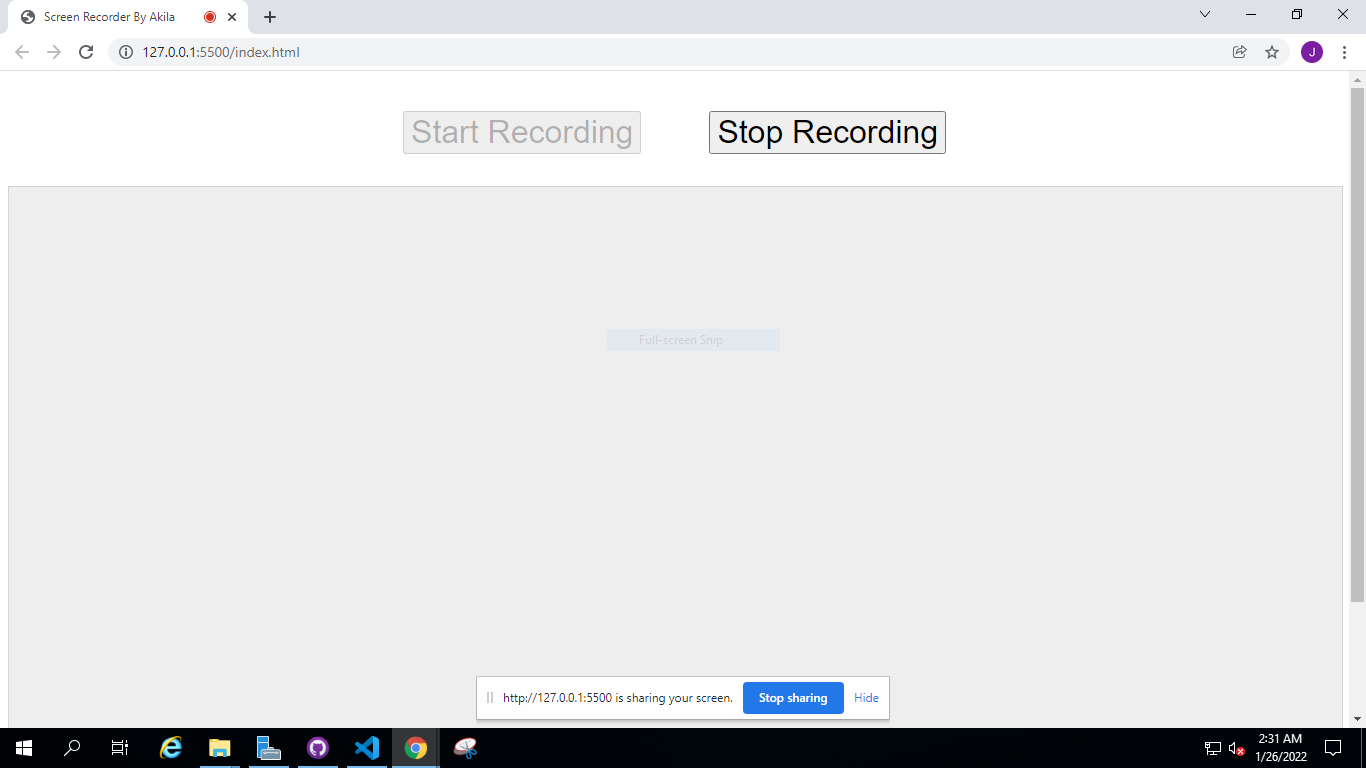 Screen Recorder By Akila
127.0.0.1:5500/index.html
J
Start Recording
Stop Recording
Full-screen Snip
http://127.0.0.1:5500 is sharing your screen.
Stop sharing
Hide
2:31 AM
1/26/2022